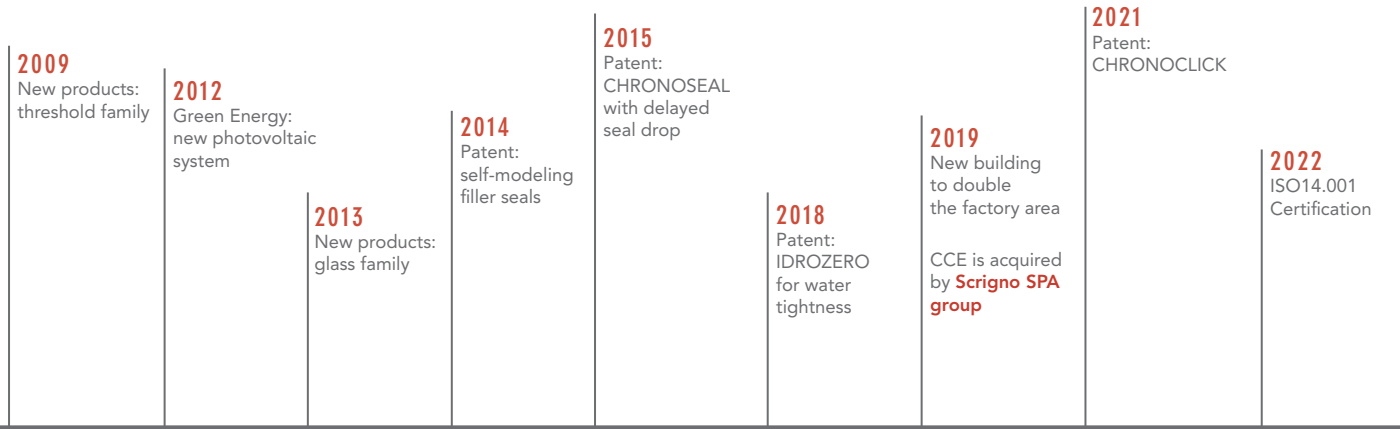 2009
New products:
threshold family
2012
Green Energy:
new photovoltaic
system
2013
New products:
glass family
2014
Patent:
self-modeling
filler seals
2015
Patent:
CHRONOSEAL
with delayed
seal drop
2018
Patent:
IDROZERO
for water
tightness
2019
New building
to double
the factory area
CCE is acquired
by Scrigno SPA
group
2021
Patent:
CHRONOCLICK
2022
ISO14.001
Certification